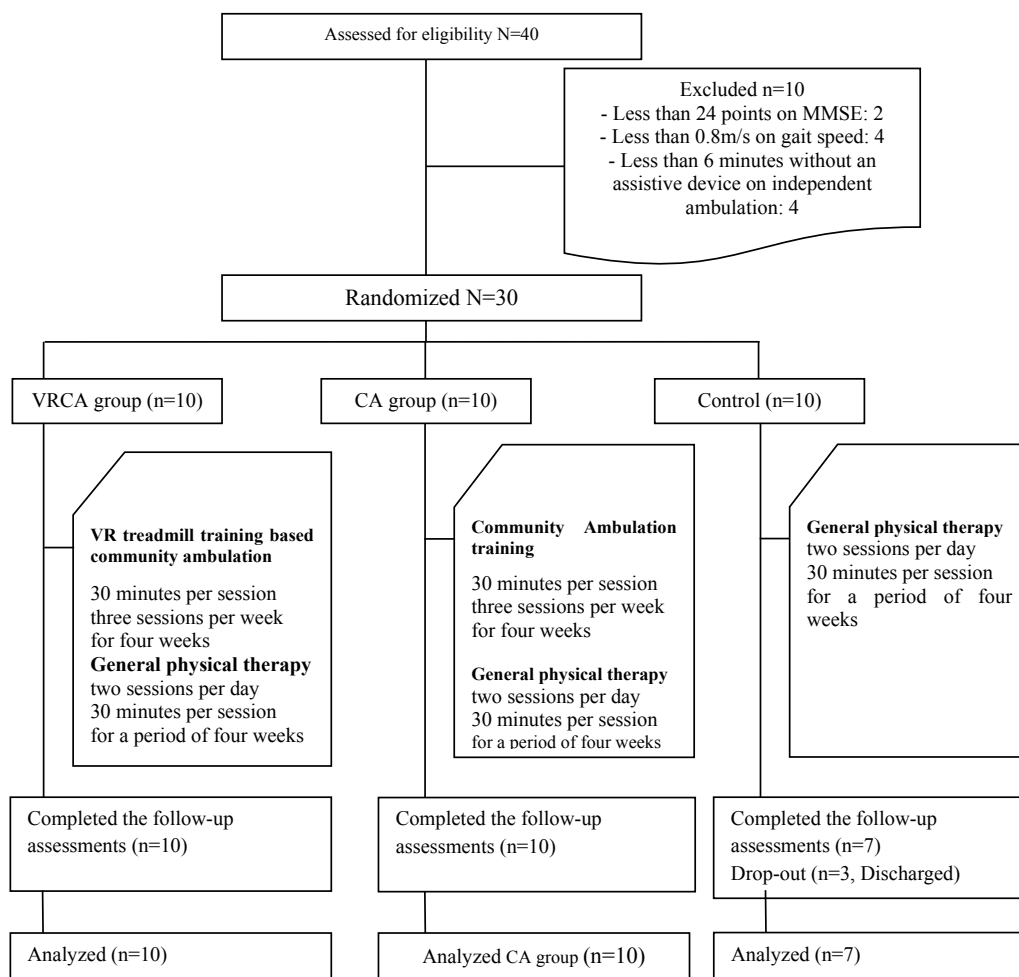 Assessed for eligibility N=40
Excluded n=10
- Less than 24 points on MMSE: 2
- Less than 0.8m/s on gait speed: 4
- Less than 6 minutes without an
assistive device on independent
ambulation: 4
Randomized N=30
VRCA group (n=10)
CA group (n=10)
Control (n=10)
VR treadmill training based
community ambulation
30 minutes per session
three sessions per week
for four weeks
General physical therapy
two sessions per day
30 minutes per session
for a period of four weeks
Community Ambulation
training
30 minutes per session
three sessions per week
for four weeks
General physical therapy
two sessions per day
30 minutes per session
for a period of four weeks
General physical therapy
two sessions per day
30 minutes per session
for a period of four
weeks
Completed the follow-up
assessments (n=10)
Completed the follow-up
assessments (n=10)
Completed the follow-up
assessments (n=7)
Drop-out (n=3, Discharged)
Analyzed (n=10)
Analyzed CA group (n=10)
Analyzed (n=7)